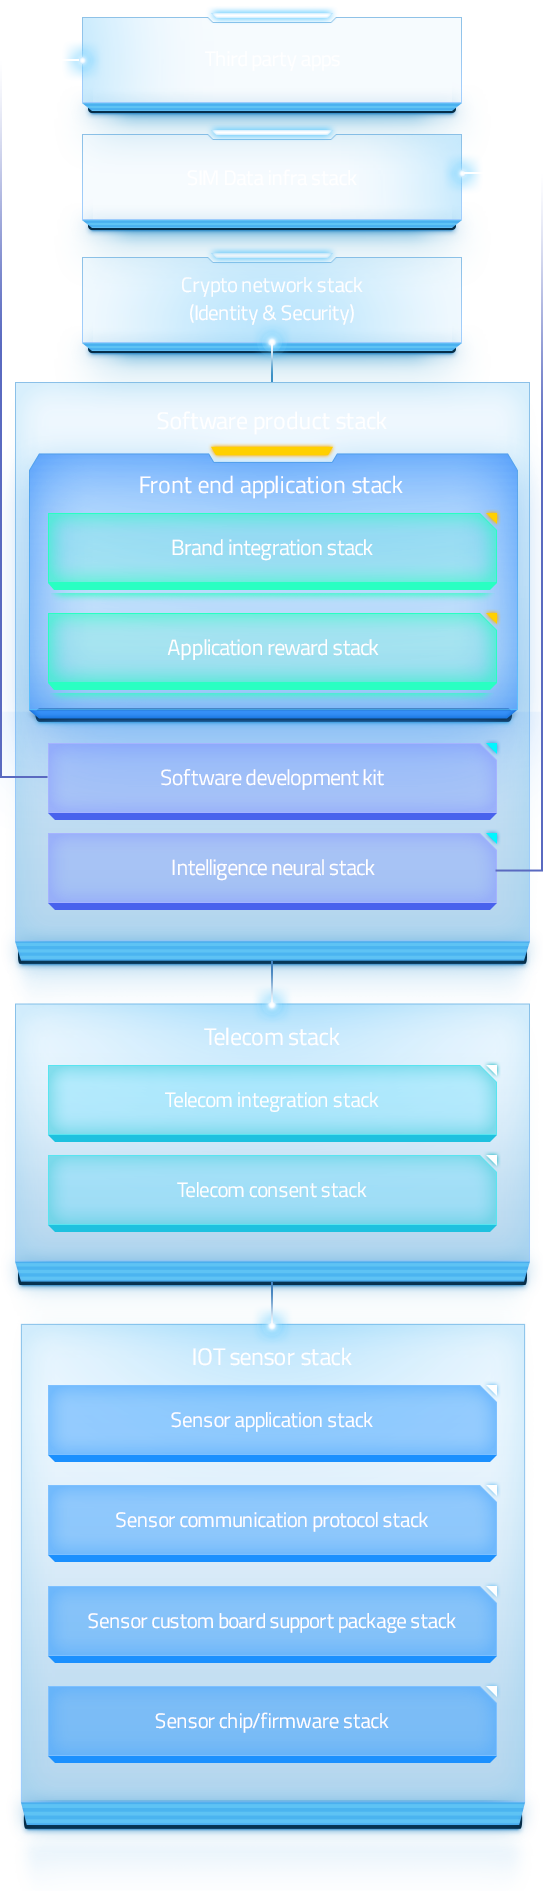 Third party apps
SIM Data infra stack
Crypto network stack
(Identity & Security)
Software product stack
Front end application stack
Brand integration stack
Application reward stack
Software development kit
Intelligence neural stack
Telecom stack
Telecom integration stack
Telecom consent stack
IOT sensor stack
Sensor application stack
Sensor communication protocol stack
Sensor custom board support package stack
Sensor chip/firmware stack